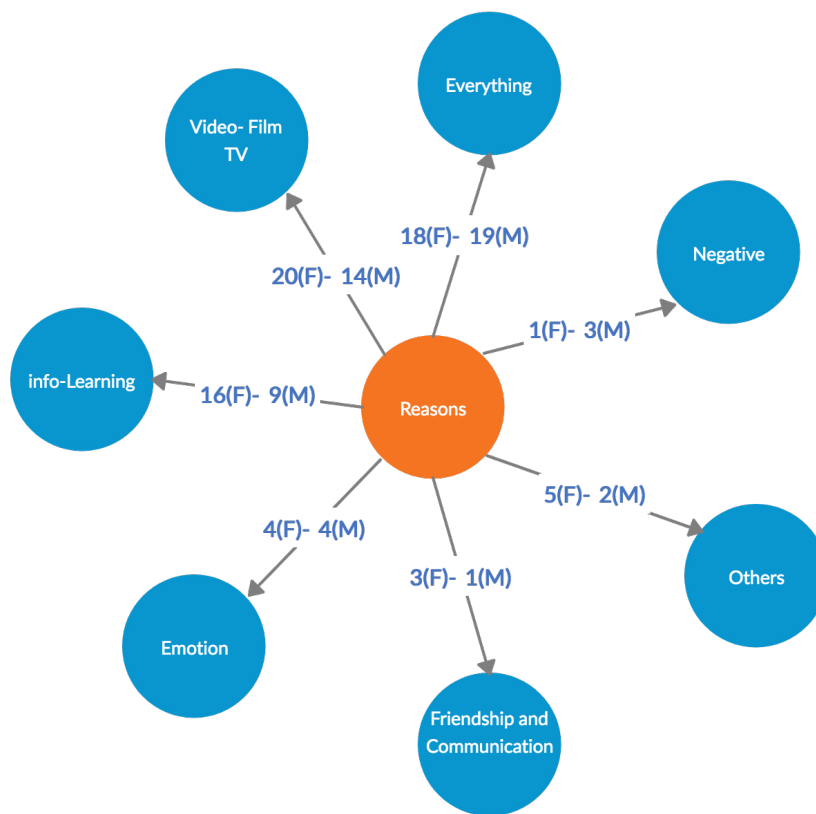 Everything
Video- Film
TV
18(F)- 19(M)
Negative
20(F)- 14(M)
1(F)- 3(M)
info-Learning
16(F)- 9(M)
Reasons
5(F)- 2(M)
4(F)- 4(M)
3(F)- 1(M)
Others
Emotion
Friendship and
Communication